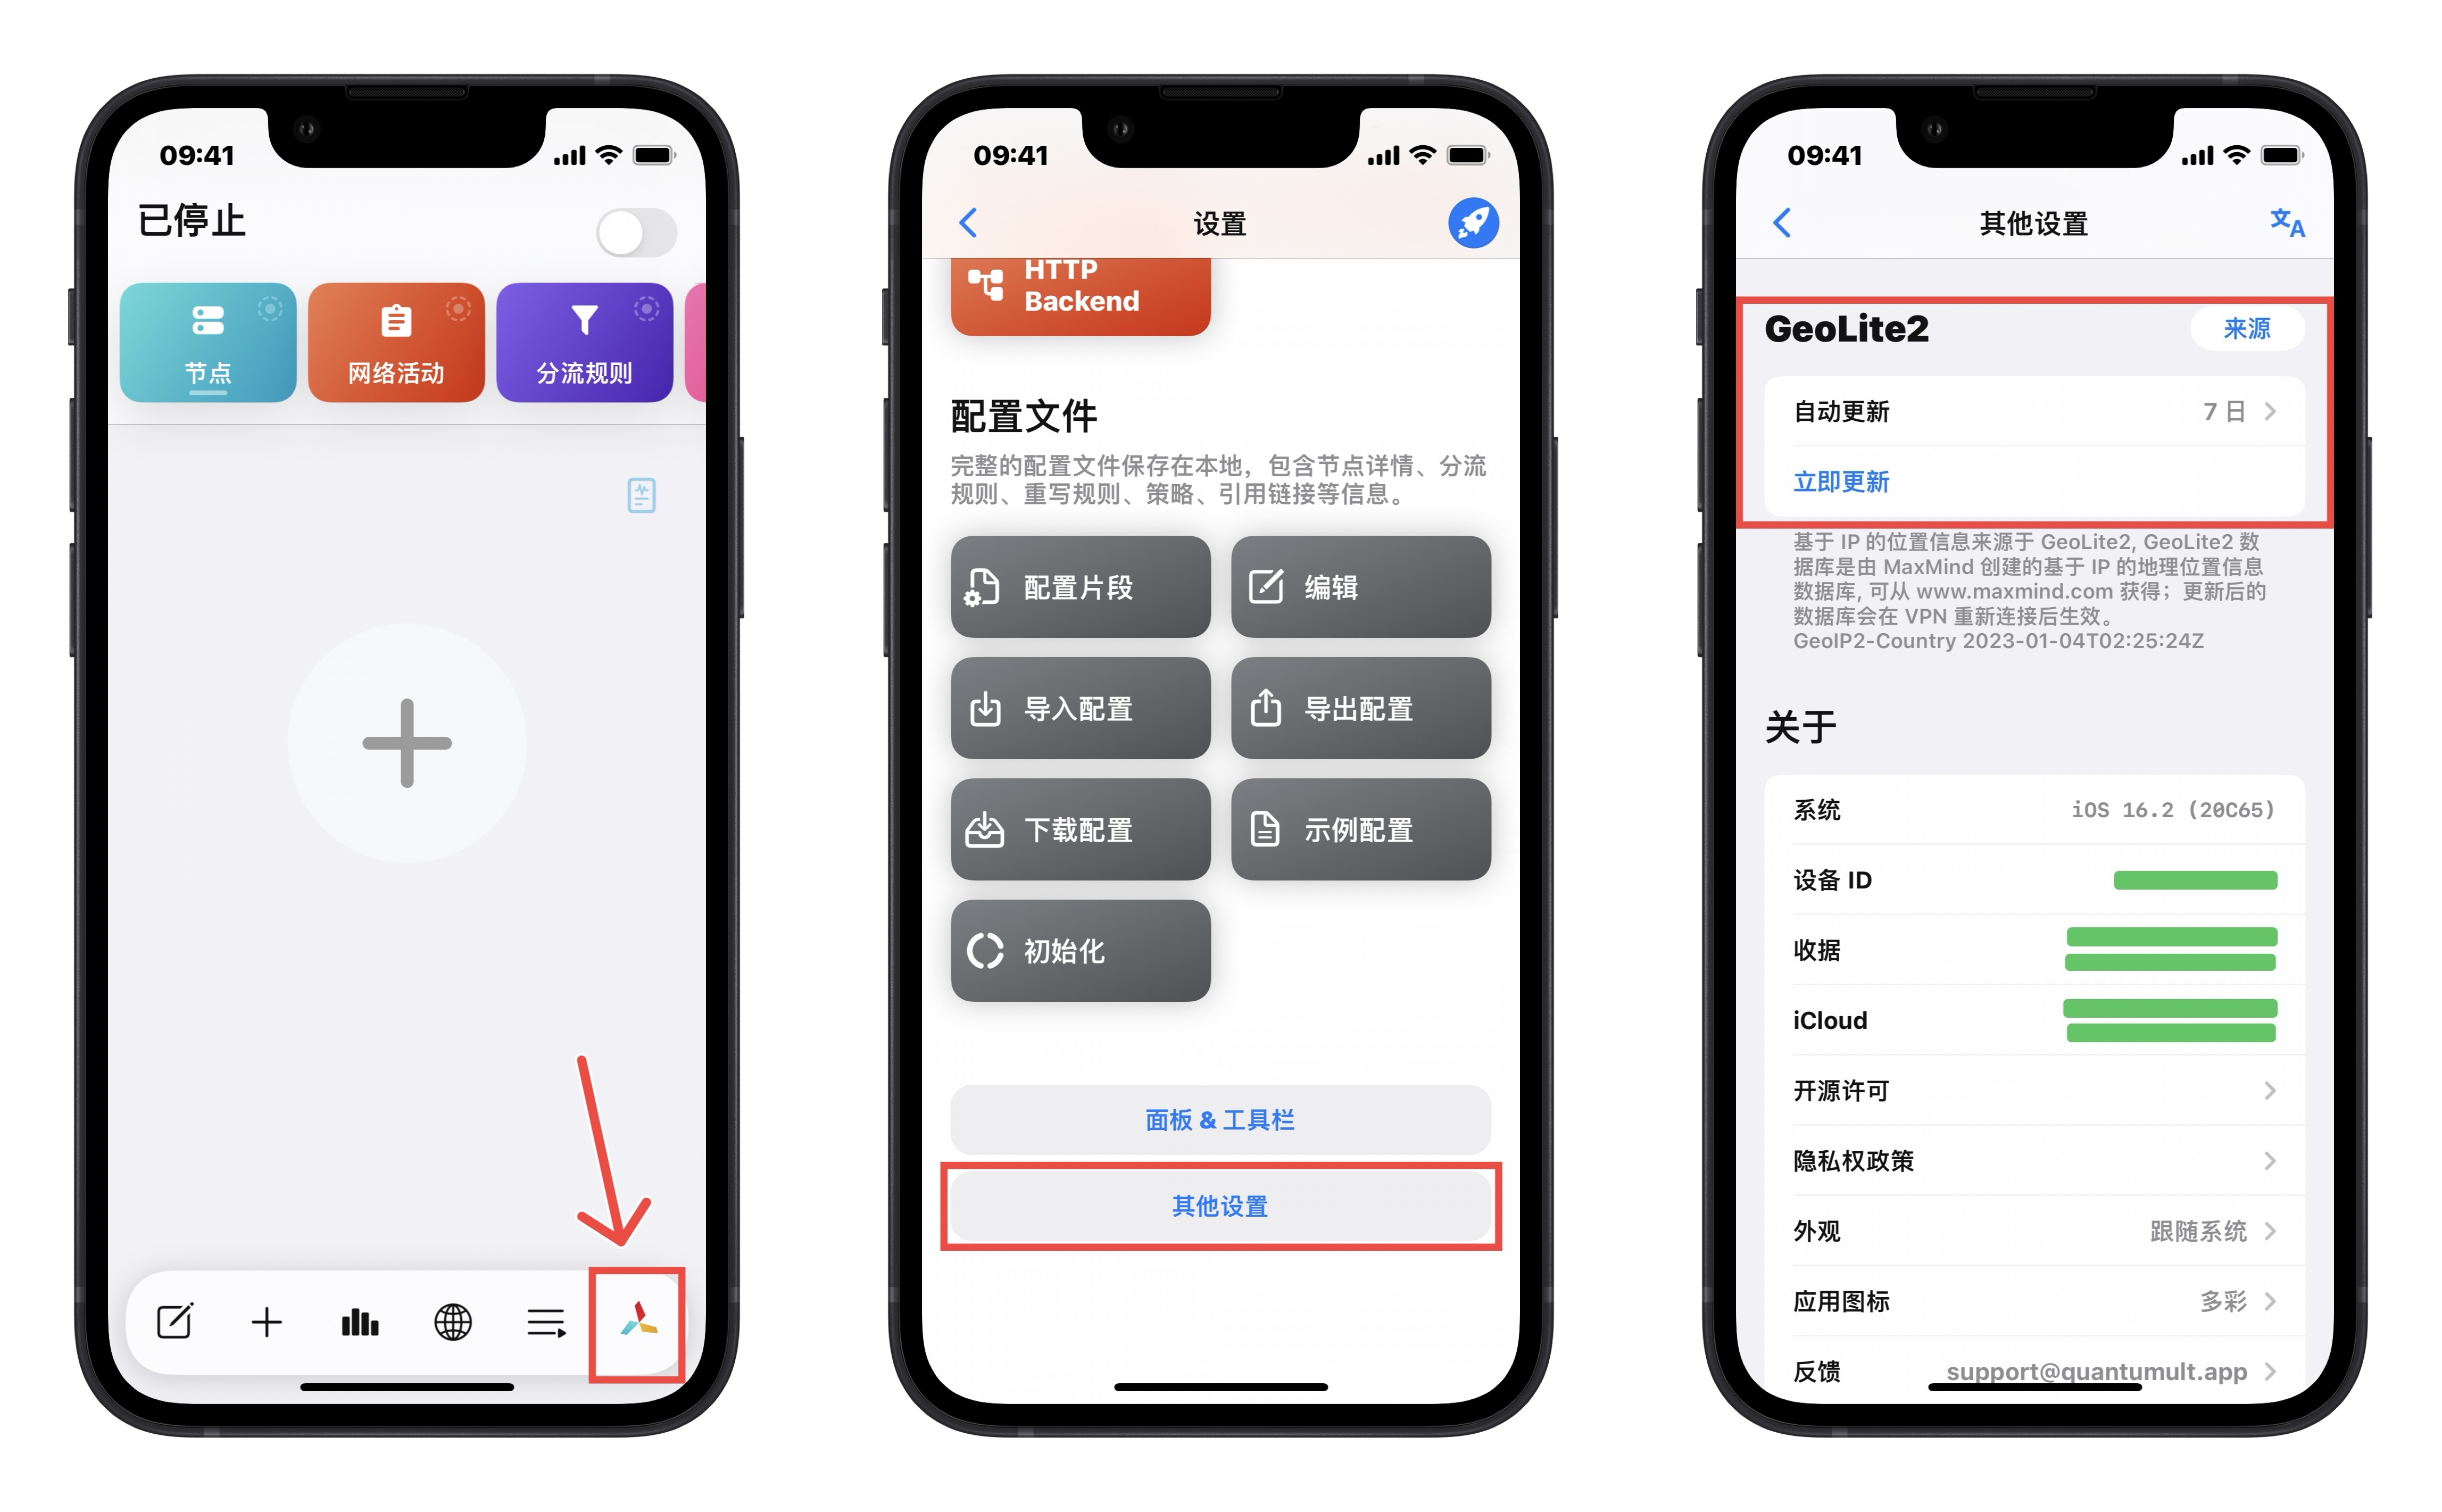 09:41
已停止
节点
网络活动
分流规则
09:41
设置
HTTP
Backend
配置文件
完整的配置文件保存在本地，包含节点详情、分流
规则、重写规则、策略、引用链接等信息。
配置片段
编辑
导入配置
导出配置
下载配置
示例配置
初始化
面板 & 工具栏
其他设置
09:41
其他设置
文A
GeoLite2
来源
自动更新
7 日
立即更新
基于 IP 的位置信息来源于 GeoLite2, GeoLite2 数
据库是由 MaxMind 创建的基于 IP 的地理位置信息
数据库, 可从 www.maxmind.com 获得；更新后的
数据库会在 VPN 重新连接后生效。
GeoIP2-Country 2023-01-04T02:25:24Z
关于
系统
iOS 16.2 (20C65)
设备 ID
收据
iCloud
开源许可
隐私权政策
外观
跟随系统
应用图标
多彩
反馈
support@quantumult.app